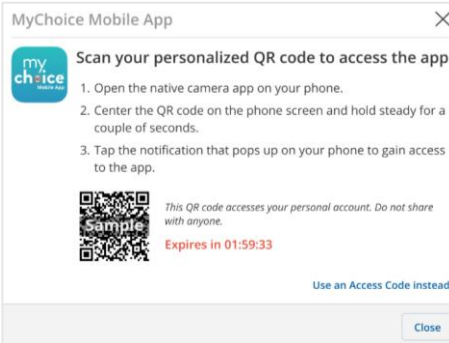 MyChoice Mobile App
my
choice
Mobile App
Scan your personalized QR code to access the app
1. Open the native camera app on your phone.
2. Center the QR code on the phone screen and hold steady for a
couple of seconds.
3. Tap the notification that pops up on your phone to gain access
to the app.
Sample
This QR code accesses your personal account. Do not share
with anyone.
Expires in 01:59:33
Use an Access Code instead
Close